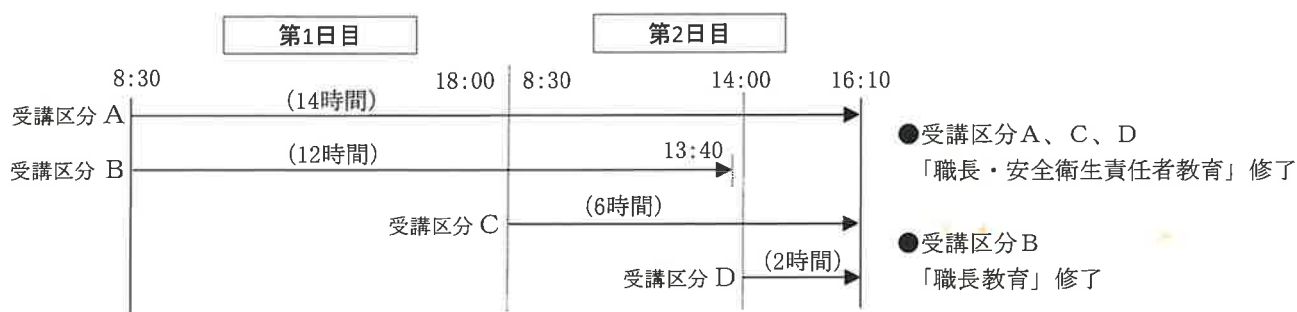 第1日目
第2日目
8:30
18:00
8:30
14:00
16:10
受講区分 A
(14時間)
受講区分 B
(12時間)
13:40
受講区分 C
(6時間)
受講区分 D
(2時間)
●受講区分A、C、D
「職長・安全衛生責任者教育」修了
●受講区分B
「職長教育」修了